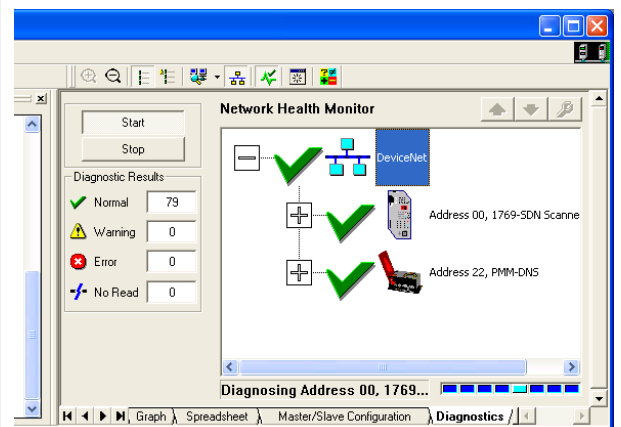 Start
Stop
Diagnostic Results
Normal 79
Warning 0
Error 0
No Read 0
Network Health Monitor
DeviceNet
Address 00, 1769-SDN Scanne
Address 22, PMM-DNS
Diagnosing Address 00, 1769...
Graph Spreadsheet Master/Slave Configuration Diagnostics